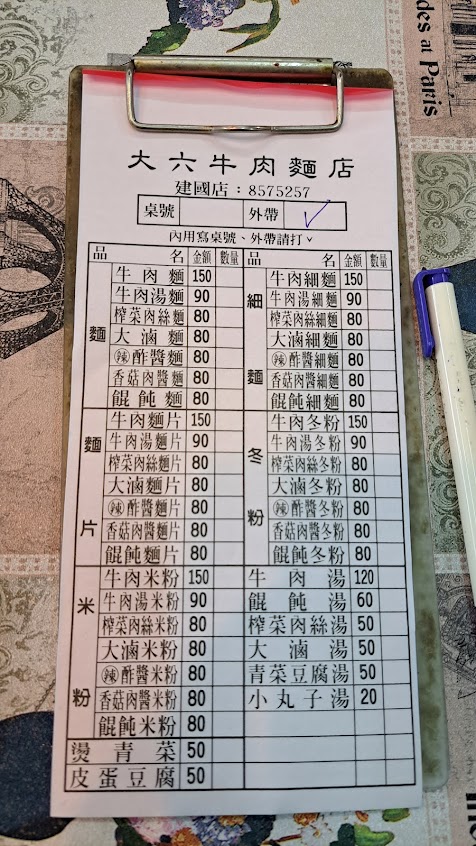 des at
Paris
大六牛肉麵店
建國店：8575257
桌號 外帶 ✓
內用寫桌號、外帶請打ˇ
品名 金額 數量 品名 金額 數量
麵
牛肉麵 150
牛肉湯麵 90
榨菜肉絲麵 80
大滷麵 80
辣酢醬麵 80
香菇肉醬麵 80
餛飩麵 80
麵片
牛肉麵片 150
牛肉湯麵片 90
榨菜肉絲麵片 80
大滷麵片 80
辣酢醬麵片 80
香菇肉醬麵片 80
餛飩麵片 80
米粉
牛肉米粉 150
牛肉湯米粉 90
榨菜肉絲米粉 80
大滷米粉 80
辣酢醬米粉 80
香菇肉醬米粉 80
餛飩米粉 80
燙青菜 50
皮蛋豆腐 50
細麵
牛肉細麵 150
牛肉湯細麵 90
榨菜肉絲細麵 80
大滷細麵 80
辣酢醬細麵 80
香菇肉醬細麵 80
餛飩細麵 80
冬粉
牛肉冬粉 150
牛肉湯冬粉 90
榨菜肉絲冬粉 80
大滷冬粉 80
辣酢醬冬粉 80
香菇肉醬冬粉 80
餛飩冬粉 80
牛肉湯 120
餛飩湯 60
榨菜肉絲湯 50
大滷湯 50
青菜豆腐湯 50
小丸子湯 20